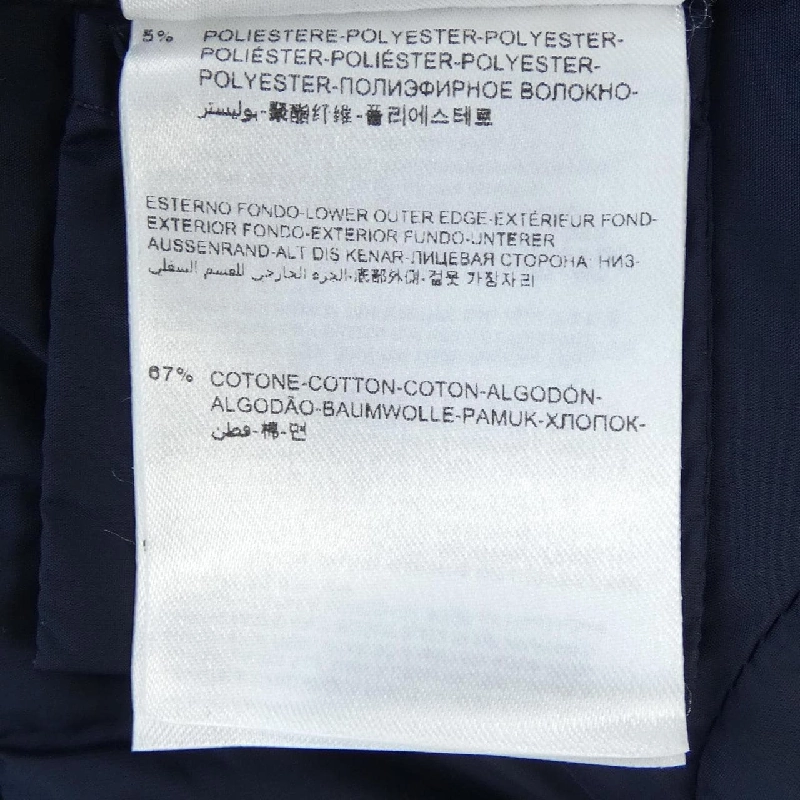 5% POLIESTERE-POLYESTER-POLYESTER-
POLIÉSTER-POLIÉSTER-POLYESTER-
POLYESTER-ПОЛИЭФИРНОЕ ВОЛОКНО-
بوليستر-聚酯纤维-폴리에스테르
ESTERNO FONDO-LOWER OUTER EDGE-EXTÉRIEUR FOND-
EXTERIOR FONDO-EXTERIOR FUNDO-UNTERER
AUSSENRAND-ALT DIS KENAR-ЛИЦЕВАЯ СТОРОНА: НИЗ-
الجزء الخارجي للقسم السفلي-底部外侧-겉옷 가장자리
67% COTONE-COTTON-COTON-ALGODÓN-
ALGODÃO-BAUMWOLLE-PAMUK-ХЛОПОК-
قطن-棉-면